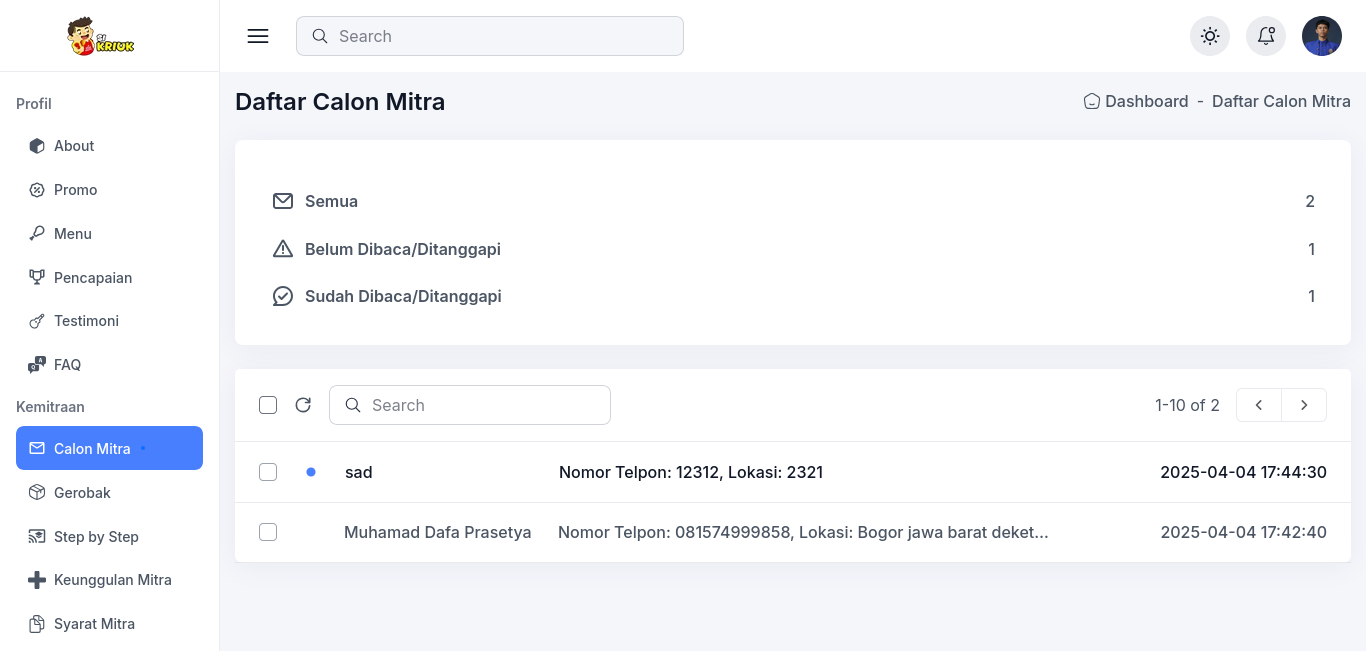 SI
KRIUK
Search
Profil
About
Promo
Menu
Pencapaian
Testimoni
FAQ
Kemitraan
Calon Mitra
Gerobak
Step by Step
Keunggulan Mitra
Syarat Mitra
Daftar Calon Mitra
Dashboard - Daftar Calon Mitra
Semua 2
Belum Dibaca/Ditanggapi 1
Sudah Dibaca/Ditanggapi 1
Search 1-10 of 2
sad Nomor Telpon: 12312, Lokasi: 2321 2025-04-04 17:44:30
Muhamad Dafa Prasetya Nomor Telpon: 081574999858, Lokasi: Bogor jawa barat deket... 2025-04-04 17:42:40